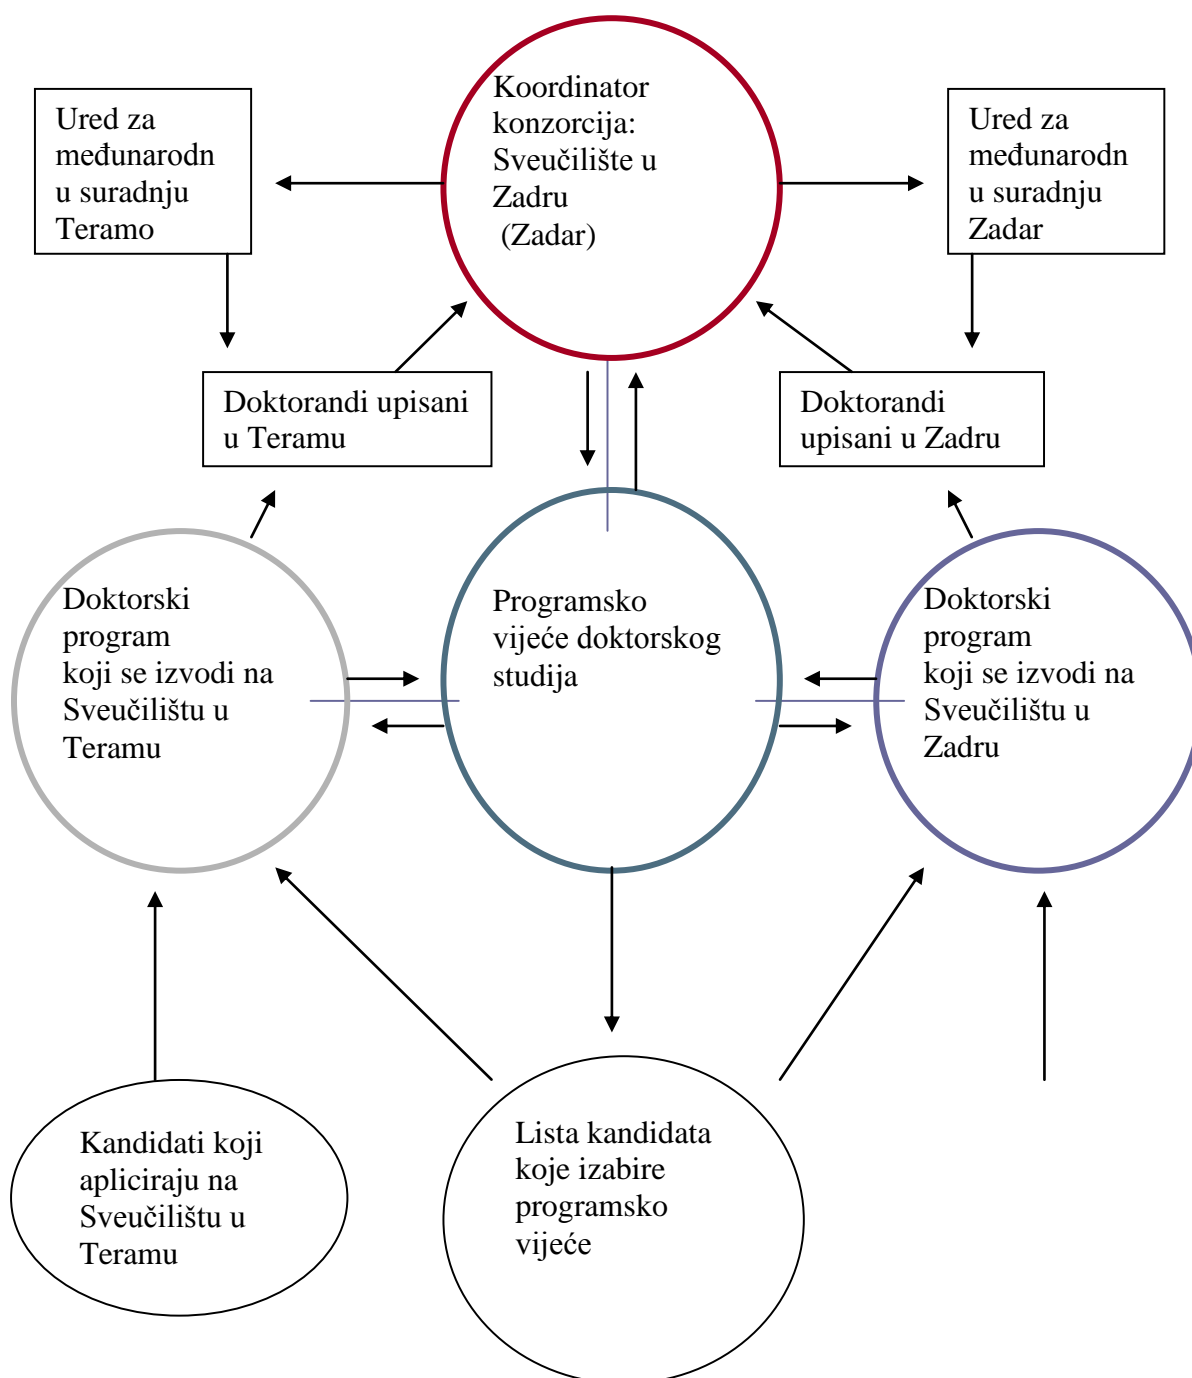 Koordinator
konzorcija:
Sveučilište u
Zadru
(Zadar)
Ured za
međunarodn
u suradnju
Teramo
Ured za
međunarodn
u suradnju
Zadar
Doktorandi upisani
u Teramu
Doktorandi
upisani u Zadru
Doktorski
program
koji se izvodi na
Sveučilištu u
Teramu
Programsko
vijeće doktorskog
studija
Doktorski
program
koji se izvodi na
Sveučilištu u
Zadru
Kandidati koji
apliciraju na
Sveučilištu u
Teramu
Lista kandidata
koje izabire
programsko
vijeće